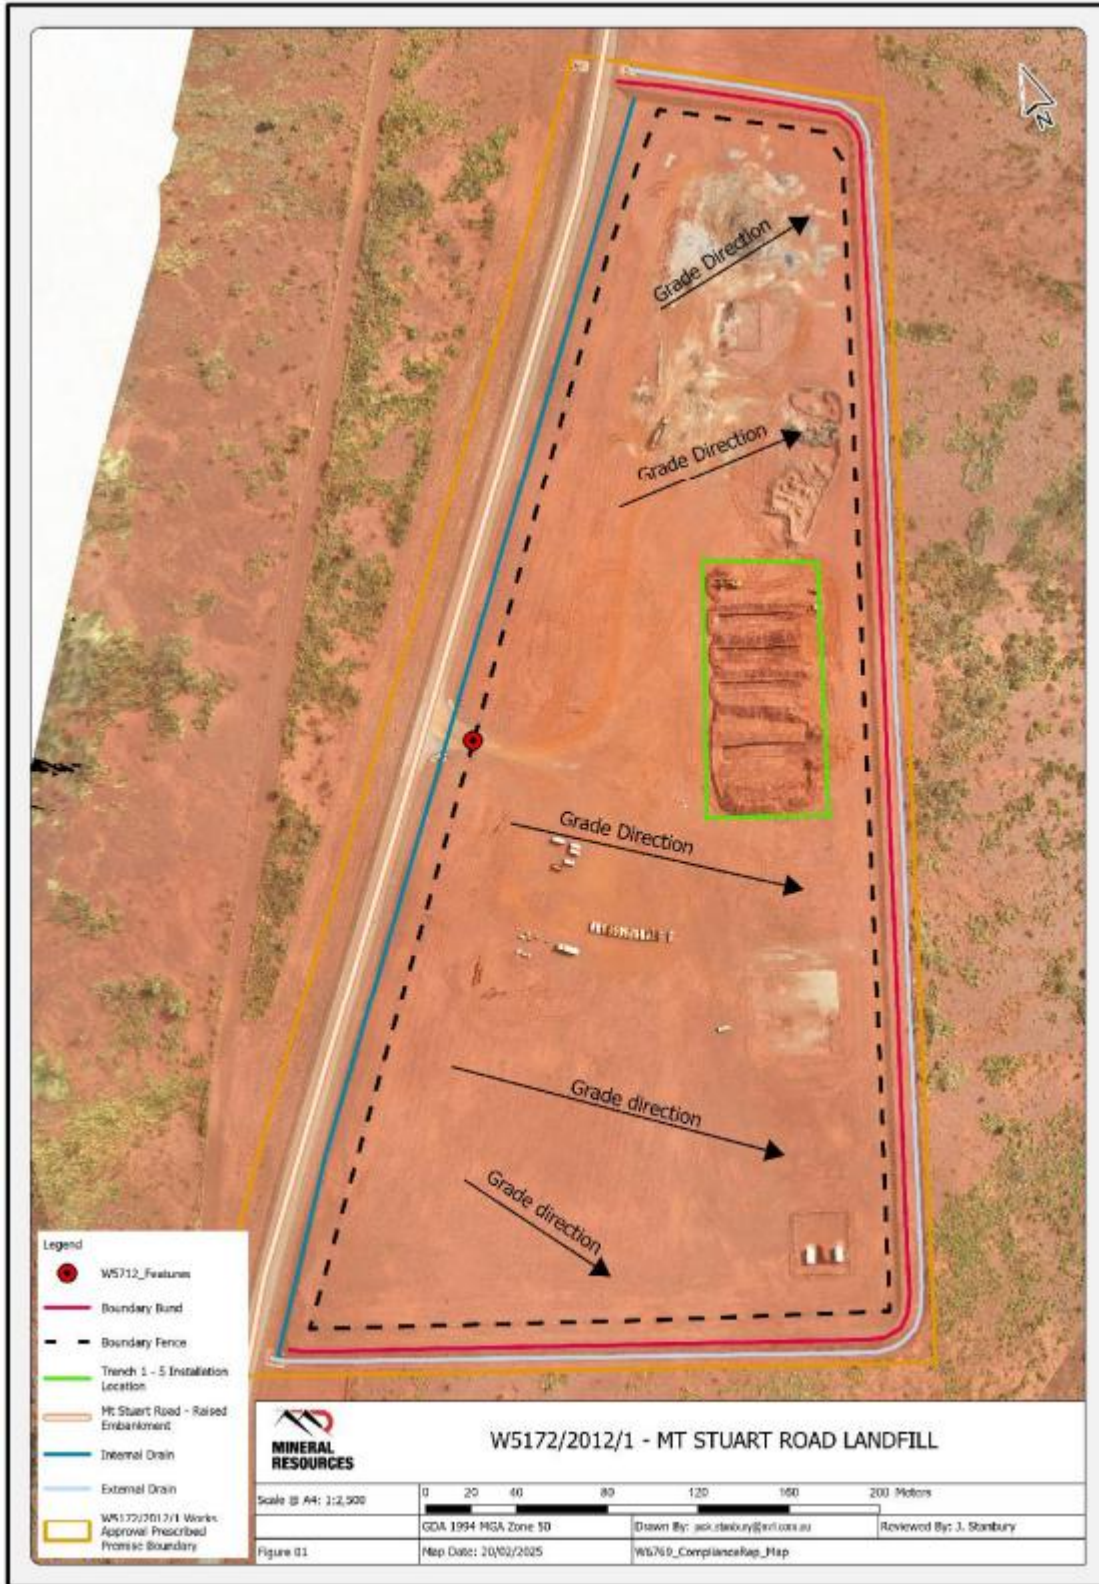 N
Grade Direction
Grade Direction
Grade Direction
Grade direction
Grade direction
Legend
W5712_Features
Boundary Bund
Boundary Fence
Trench 1 - 5 Installation
Location
Mt Stuart Road - Raised
Embankment
Internal Drain
External Drain
W5172/2012/1 Works
Approval Prescribed
Premise Boundary
MINERAL
RESOURCES
W5172/2012/1 - MT STUART ROAD LANDFILL
Scale @ A4: 1:2,500
0 20 40 80 120 160 200 Meters
GDA 1994 MGA Zone 50
Drawn By:
Reviewed By: J. Stanbury
Figure 01
Map Date: 20/02/2025
W6769_ComplianceRep_Map